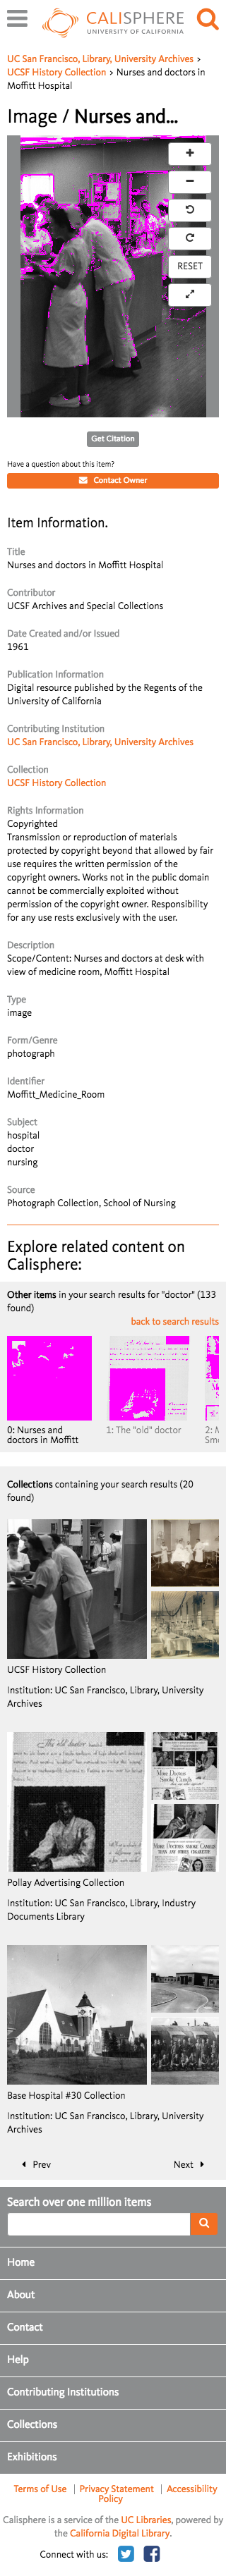 CALISPHERE
UNIVERSITY OF CALIFORNIA
UC San Francisco, Library, University Archives >
UCSF History Collection > Nurses and doctors in
Moffitt Hospital
Image / Nurses and...
RESET
Get Citation
Have a question about this item?
Contact Owner
Item Information.
Title
Nurses and doctors in Moffitt Hospital
Contributor
UCSF Archives and Special Collections
Date Created and/or Issued
1961
Publication Information
Digital resource published by the Regents of the
University of California
Contributing Institution
UC San Francisco, Library, University Archives
Collection
UCSF History Collection
Rights Information
Copyrighted
Transmission or reproduction of materials
protected by copyright beyond that allowed by fair
use requires the written permission of the
copyright owners. Works not in the public domain
cannot be commercially exploited without
permission of the copyright owner. Responsibility
for any use rests exclusively with the user.
Description
Scope/Content: Nurses and doctors at desk with
view of medicine room, Moffitt Hospital
Type
image
Form/Genre
photograph
Identifier
Moffitt_Medicine_Room
Subject
hospital
doctor
nursing
Source
Photograph Collection, School of Nursing
Explore related content on
Calisphere:
Other items in your search results for "doctor" (133
found)
back to search results
0: Nurses and
doctors in Moffitt
1: The "old" doctor
2: M
Smo
Collections containing your search results (20
found)
UCSF History Collection
Institution: UC San Francisco, Library, University
Archives
The old doctor
More
Doctors
Smoke
Camels
More Doctors smoke Camels
than any other
Pollay Advertising Collection
Institution: UC San Francisco, Library, Industry
Documents Library
Base Hospital #30 Collection
Institution: UC San Francisco, Library, University
Archives
Prev
Next
Search over one million items
Home
About
Contact
Help
Contributing Institutions
Collections
Exhibitions
Terms of Use | Privacy Statement | Accessibility
Policy
Calisphere is a service of the UC Libraries, powered by
the California Digital Library.
Connect with us: